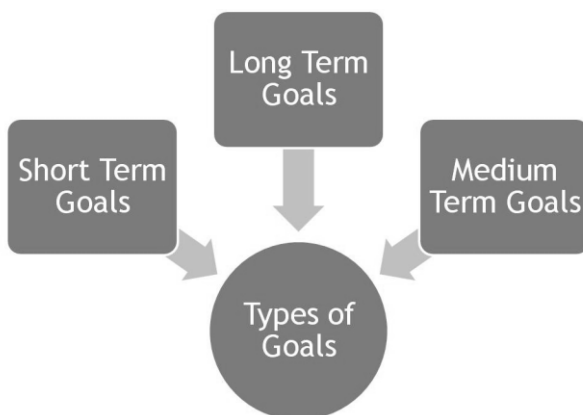 Long Term
Goals
Short Term
Goals
Medium
Term Goals
Types of
Goals